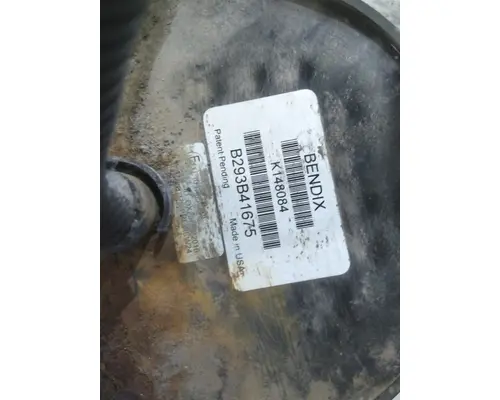 BENDIX
K148084
B293B41675
Patent Pending
Made in USA